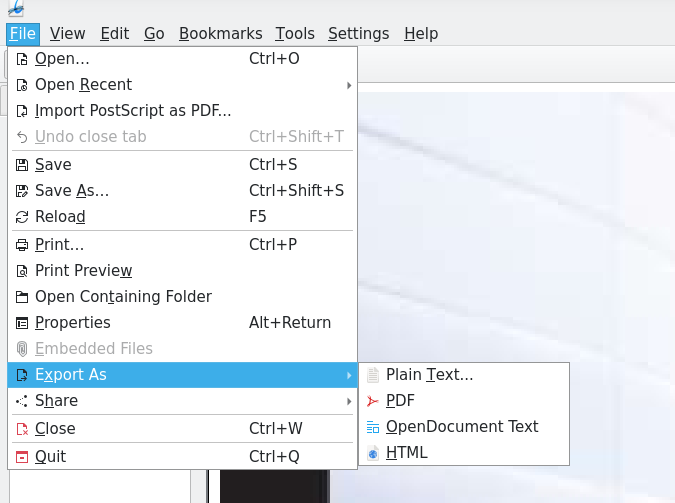 File View Edit Go Bookmarks Tools Settings Help
Open... Ctrl+O
Open Recent
Import PostScript as PDF...
Undo close tab Ctrl+Shift+T
Save Ctrl+S
Save As... Ctrl+Shift+S
Reload F5
Print... Ctrl+P
Print Preview
Open Containing Folder
Properties Alt+Return
Embedded Files
Export As
Share
Close Ctrl+W
Quit Ctrl+Q
Plain Text...
PDF
OpenDocument Text
HTML